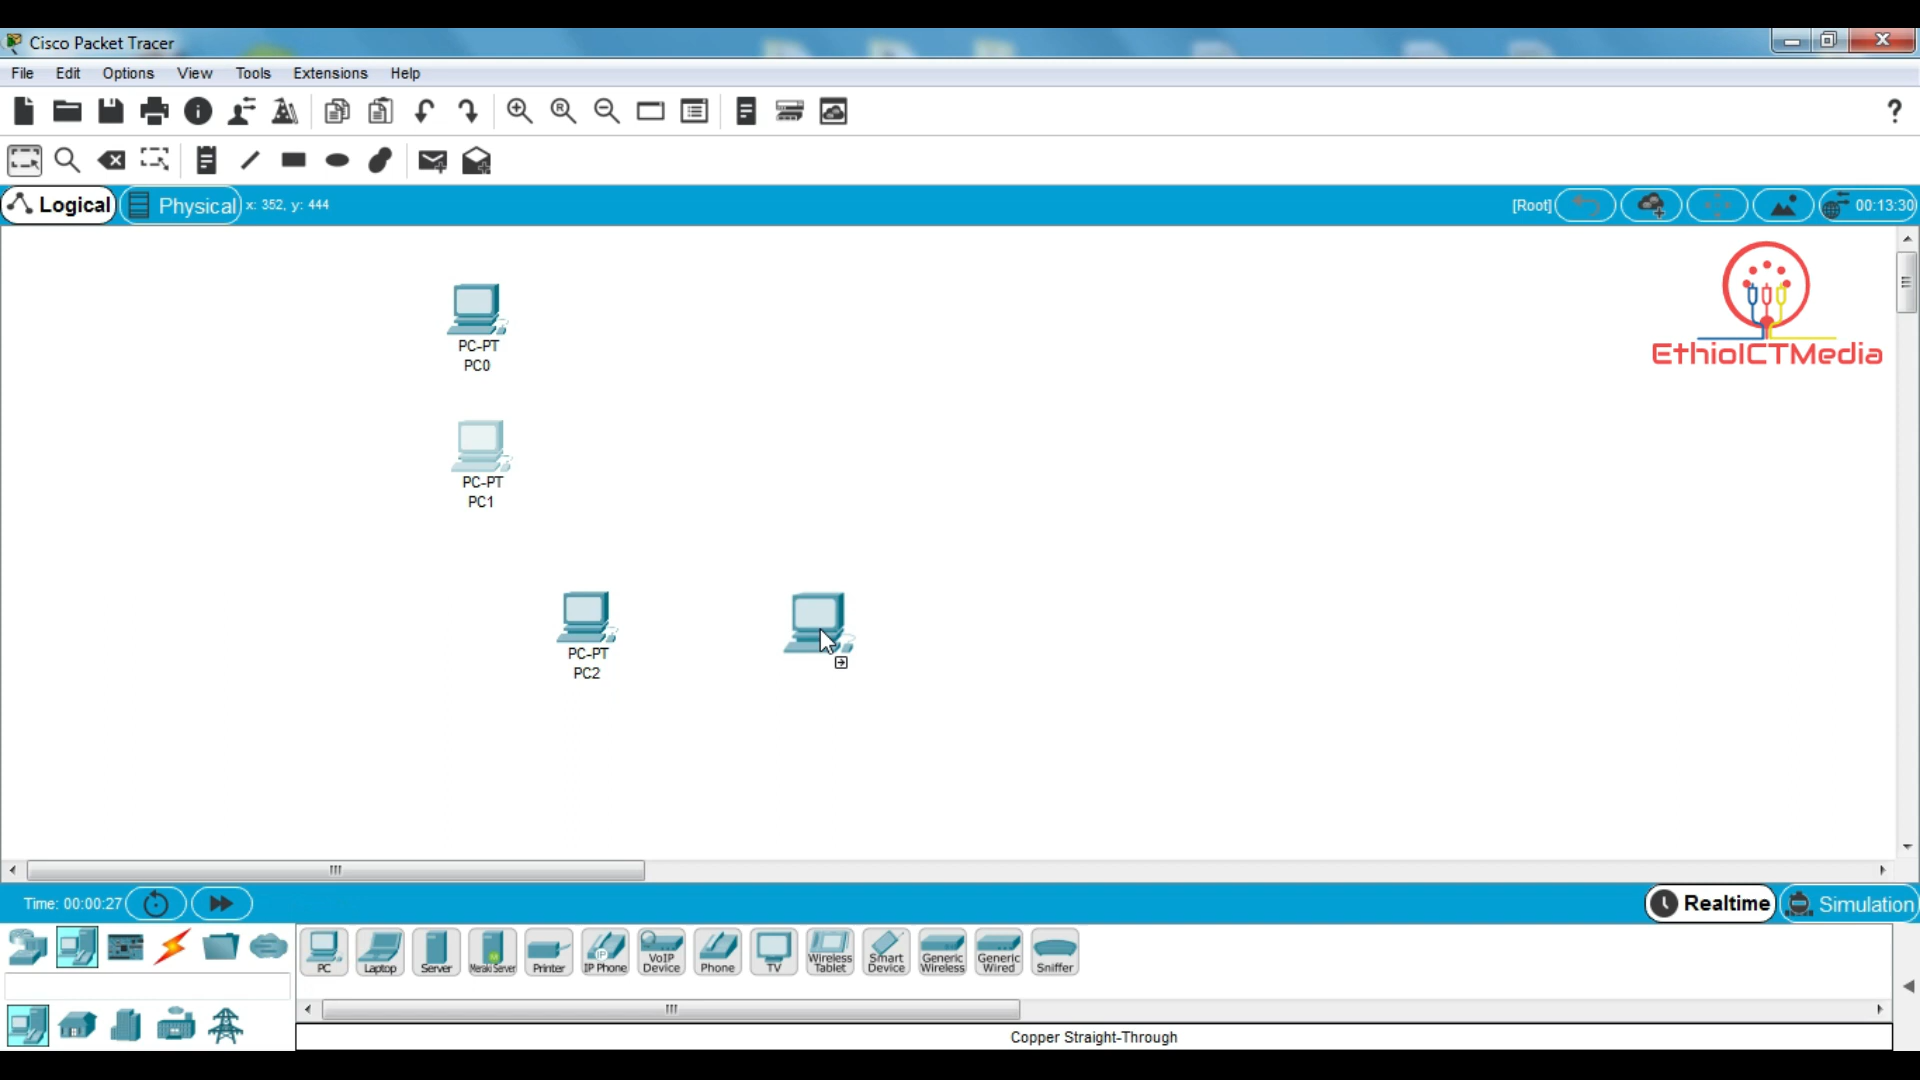 Cisco Packet Tracer
File Edit Options View Tools Extensions Help
Logical Physical x: 352, y: 444 [Root] 00:13:30
EthioICTMedia
PC-PT
PC0
PC-PT
PC1
PC-PT
PC2
Time: 00:00:27 Realtime Simulation
PC Laptop Server Meraki Server Printer IP Phone VoIP Device Phone TV Wireless Tablet Smart Device Generic Wireless Generic Wired Sniffer
Copper Straight-Through